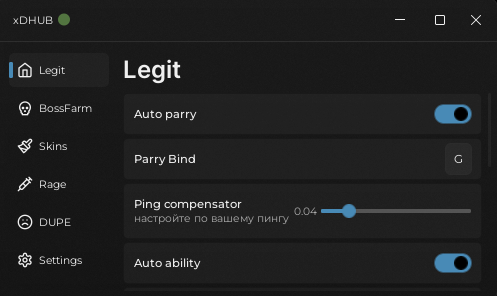 xDHUB
Legit
BossFarm
Skins
Rage
DUPE
Settings
Legit
Auto parry
Parry Bind
G
Ping compensator
настройте по вашему пингу
0.04
Auto ability